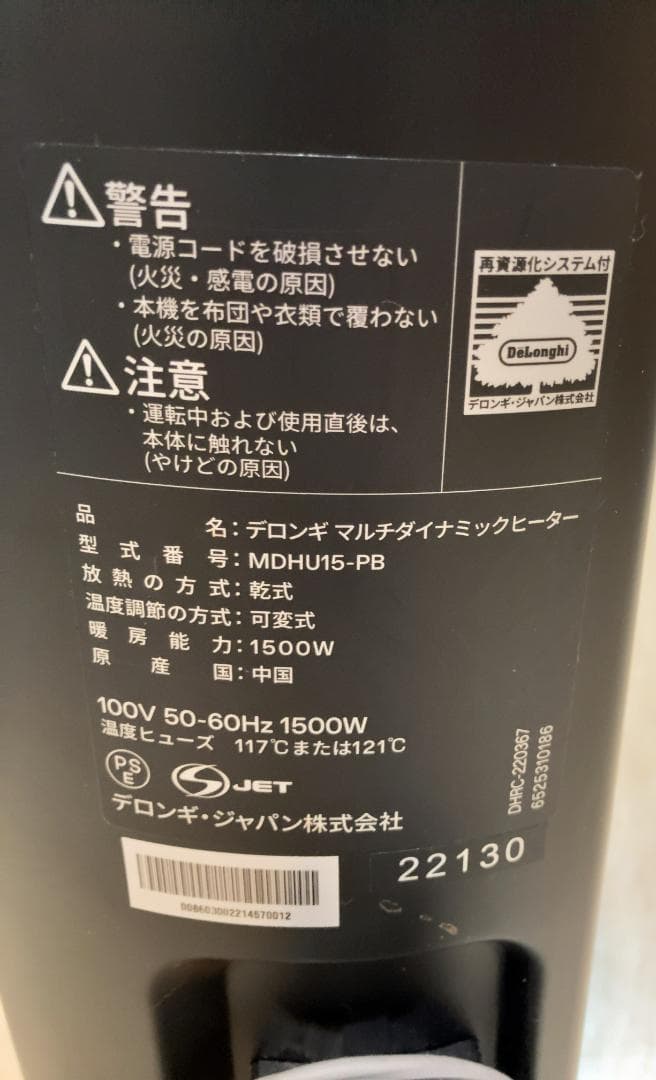 警告
・電源コードを破損させない
(火災・感電の原因)
・本機を布団や衣類で覆わない
(火災の原因)
注意
・運転中および使用直後は、
本体に触れない
(やけどの原因)
再資源化システム付
DeLonghi
デロンギ・ジャパン株式会社
品名:デロンギ マルチダイナミックヒーター
型式番号:MDHU15-PB
放熱の方式:乾式
温度調節の方式:可変式
暖房能力:1500W
原産国:中国
100V 50-60Hz 1500W
温度ヒューズ 117℃または121℃
PS
E
JET
デロンギ・ジャパン株式会社
DHRC-220367
6525310186
22130